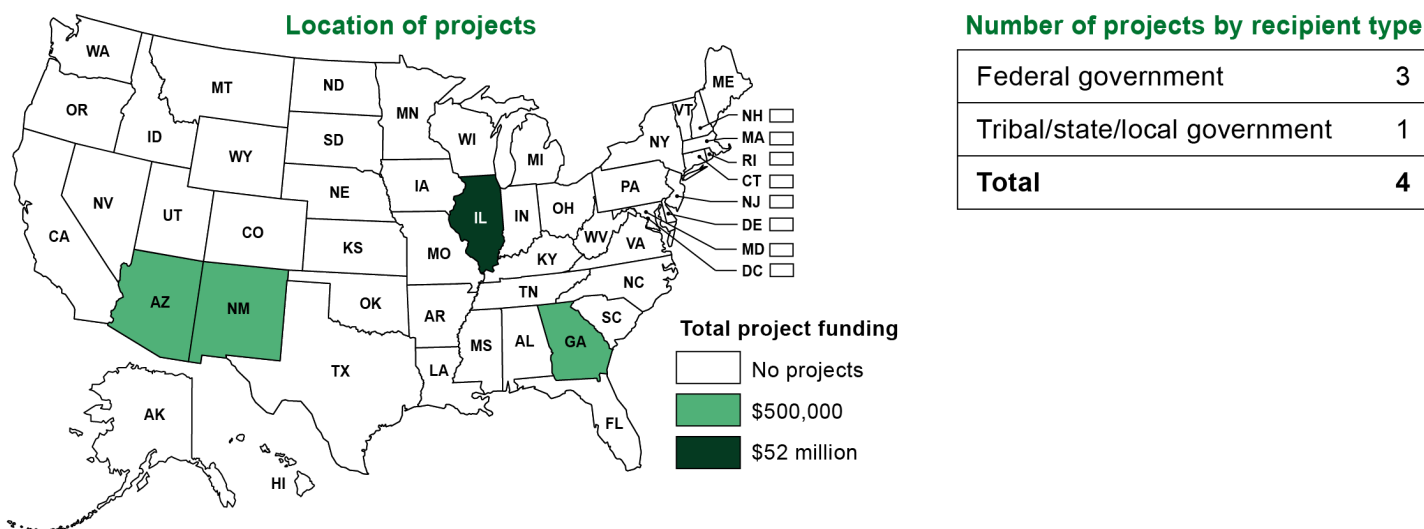 Location of projects
WA
MT
ND
MN
ME
OR
ID
SD
WI
VT
NH
MA
NY
WY
MI
RI
CT
IA
NE
PA
NJ
NV
UT
IL
IN
OH
DE
CA
CO
KS
MO
WV
VA
MD
KY
DC
AZ
NM
OK
TN
NC
AR
SC
MS
AL
GA
TX
LA
FL
AK
HI
Total project funding
No projects
$500,000
$52 million
Number of projects by recipient type
Federal government 3
Tribal/state/local government 1
Total 4